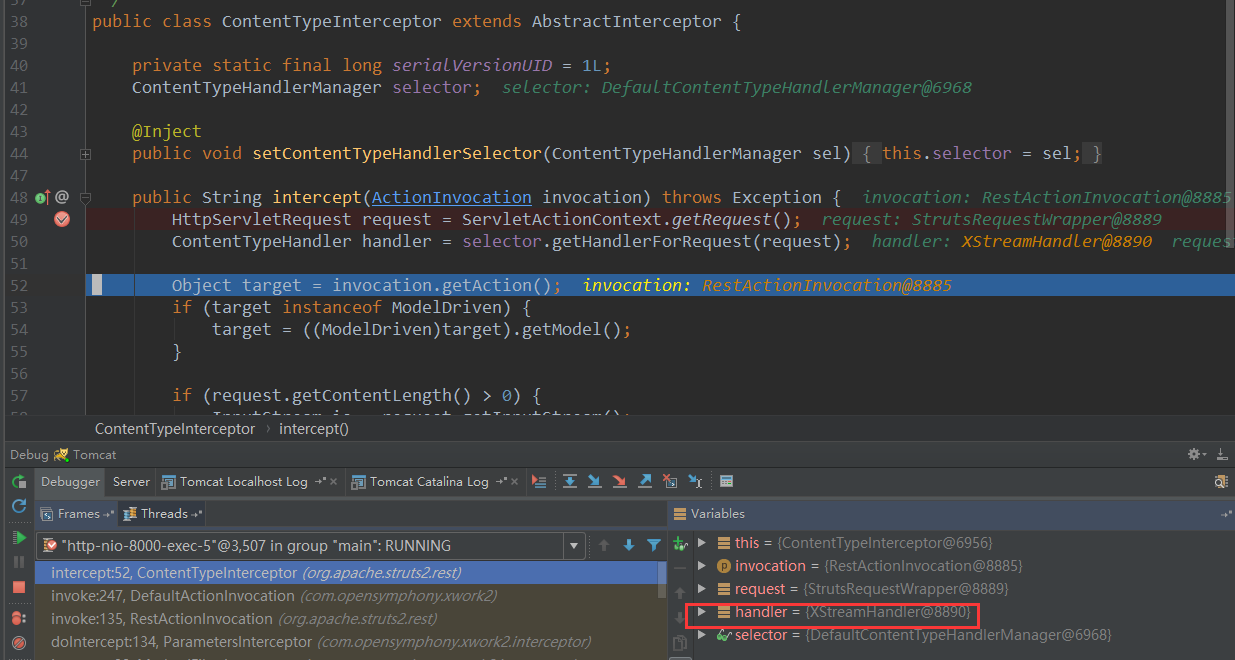 37 /
38 public class ContentTypeInterceptor extends AbstractInterceptor {
39
40 private static final long serialVersionUID = 1L;
41 ContentTypeHandlerManager selector; selector: DefaultContentTypeHandlerManager@6968
42
43 @Inject
44 public void setContentTypeHandlerSelector(ContentTypeHandlerManager sel) { this.selector = sel; }
47
48 @ public String intercept(ActionInvocation invocation) throws Exception { invocation: RestActionInvocation@8885
49 HttpServletRequest request = ServletActionContext.getRequest(); request: StrutsRequestWrapper@8889
50 ContentTypeHandler handler = selector.getHandlerForRequest(request); handler: XStreamHandler@8890 reques
51
52 Object target = invocation.getAction(); invocation: RestActionInvocation@8885
53 if (target instanceof ModelDriven) {
54 target = ((ModelDriven)target).getModel();
55 }
56
57 if (request.getContentLength() > 0) {
ContentTypeInterceptor › intercept()
Debug Tomcat
Debugger Server Tomcat Localhost Log Tomcat Catalina Log
Frames Threads
Variables
"http-nio-8000-exec-5"@3,507 in group "main": RUNNING
intercept:52, ContentTypeInterceptor (org.apache.struts2.rest)
invoke:247, DefaultActionInvocation (com.opensymphony.xwork2)
invoke:135, RestActionInvocation (org.apache.struts2.rest)
doIntercept:134, ParametersInterceptor (com.opensymphony.xwork2.interceptor)
this = {ContentTypeInterceptor@6956}
invocation = {RestActionInvocation@8885}
request = {StrutsRequestWrapper@8889}
handler = {XStreamHandler@8890}
selector = {DefaultContentTypeHandlerManager@6968}